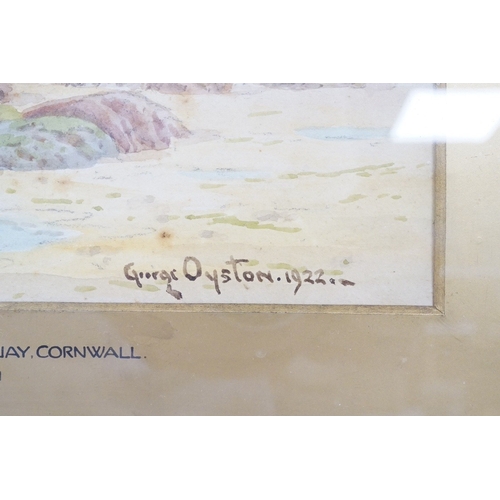 George Oyston. 1922..
UAY, CORNWALL.